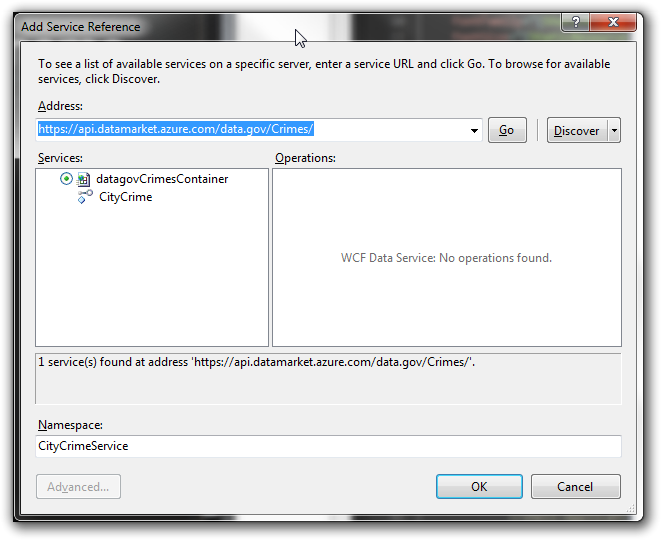 Add Service Reference
To see a list of available services on a specific server, enter a service URL and click Go. To browse for available
services, click Discover.
Address:
https://api.datamarket.azure.com/data.gov/Crimes/
Go
Discover
Services:
Operations:
datagovCrimesContainer
CityCrime
WCF Data Service: No operations found.
1 service(s) found at address 'https://api.datamarket.azure.com/data.gov/Crimes/'.
Namespace:
CityCrimeService
Advanced...
OK
Cancel